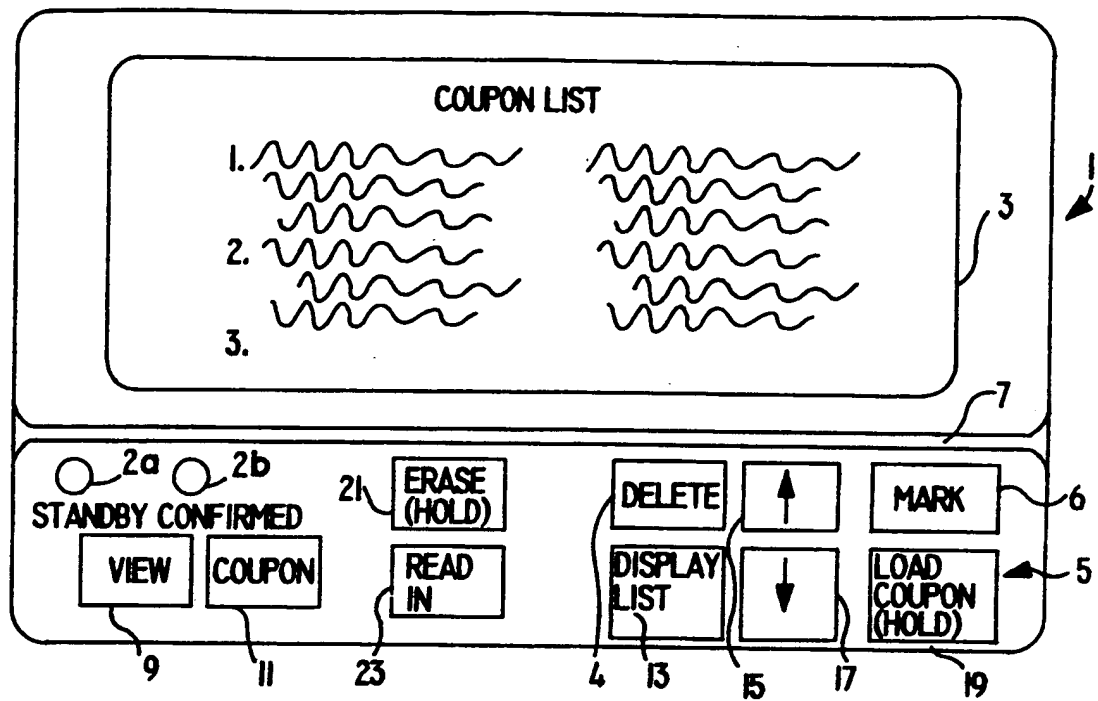 COUPON LIST
1.
2.
3.
1
3
7
2a
2b
STANDBY CONFIRMED
VIEW
COUPON
21
ERASE
(HOLD)
READ
IN
DELETE
DISPLAY
LIST
↑
↓
MARK
6
LOAD
COUPON
(HOLD)
5
9
11
23
4
13
15
17
19